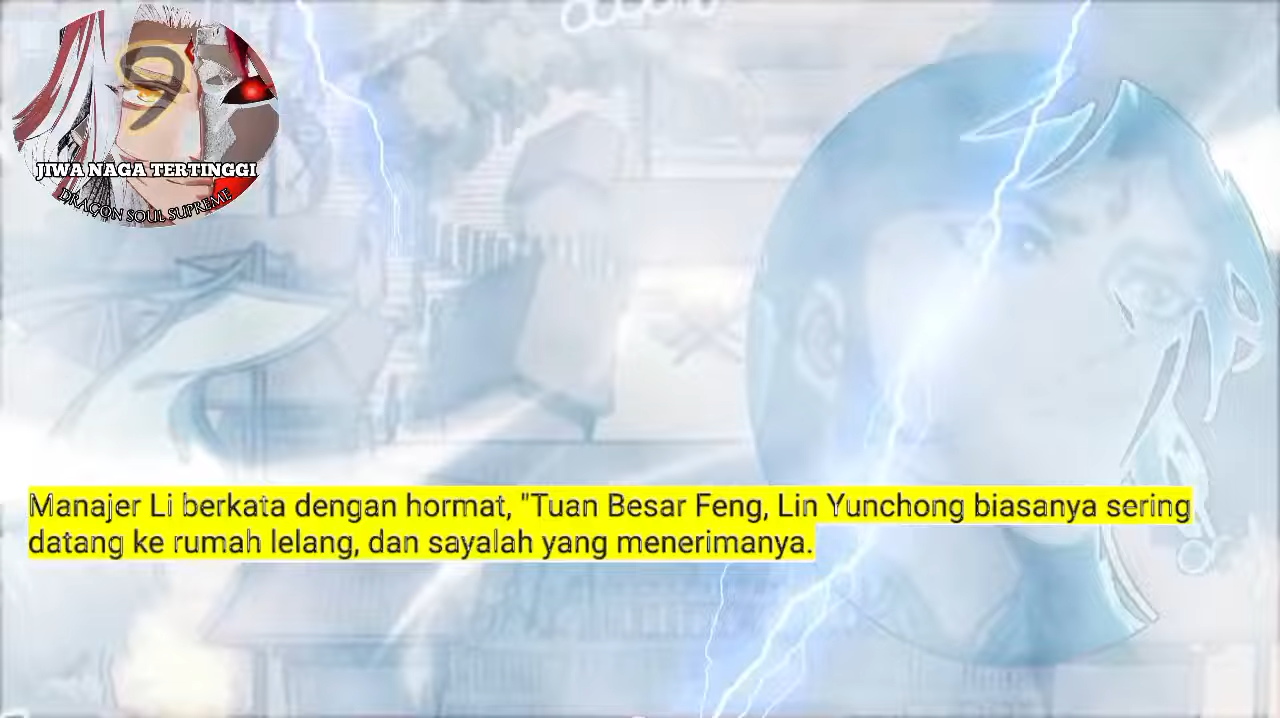 9
JIWA NAGA TERTINGGI
DRAGON SOUL SUPREME
Manajer Li berkata dengan hormat, "Tuan Besar Feng, Lin Yunchong biasanya sering
datang ke rumah lelang, dan sayalah yang menerimanya.